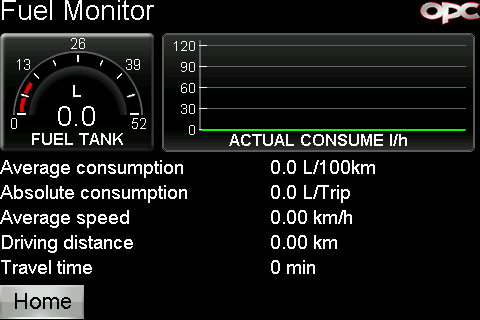 Fuel Monitor
OPC
26
13 39
L
0.0
0 52
FUEL TANK
120
90
60
30
0
ACTUAL CONSUME l/h
Average consumption 0.0 L/100km
Absolute consumption 0.0 L/Trip
Average speed 0.00 km/h
Driving distance 0.00 km
Travel time 0 min
Home